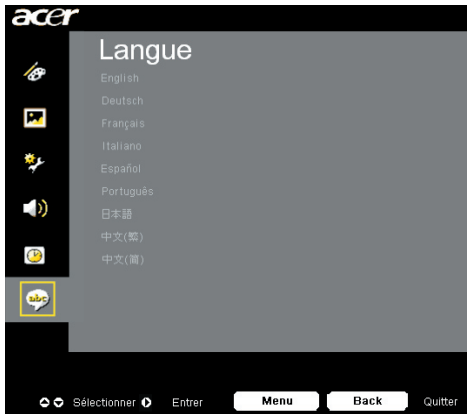 acer
Langue
English
Deutsch
Français
Italiano
Español
Português
日本語
中文(繁)
中文(簡)
abc
Sélectionner Entrer Menu Back Quitter